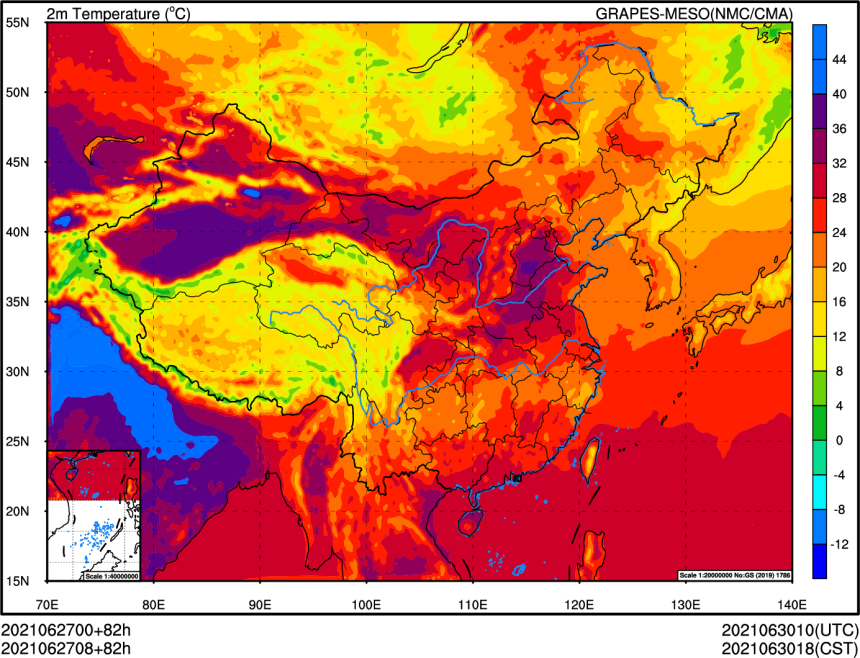 2m Temperature (°C) GRAPES-MESO(NMC/CMA)
55N
50N
45N
40N
35N
30N
25N
20N
15N
44
40
36
32
28
24
20
16
12
8
4
0
-4
-8
-12
Scale 1:40000000
Scale 1:20000000 No:GS (2019) 1786
70E 80E 90E 100E 110E 120E 130E 140E
2021062700+82h 2021063010(UTC)
2021062708+82h 2021063018(CST)